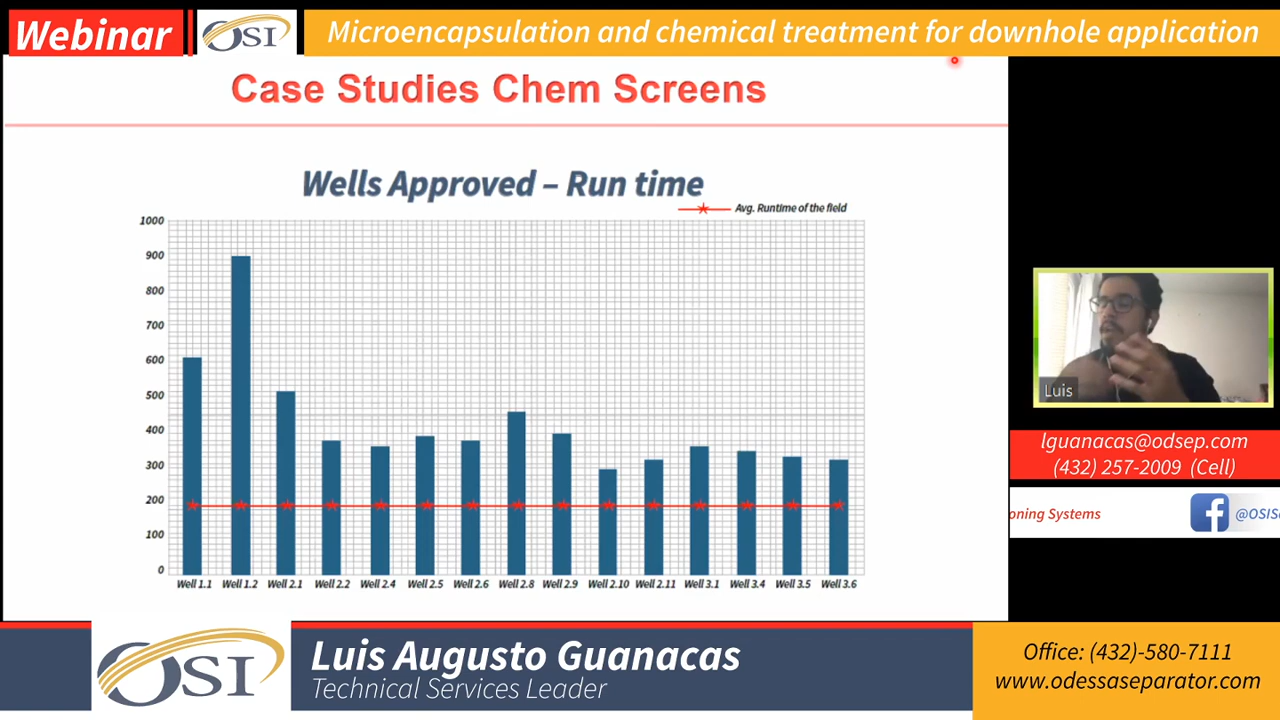 Webinar
OSI
Microencapsulation and chemical treatment for downhole application
Case Studies Chem Screens
Wells Approved – Run time
Avg. Runtime of the field
1000
900
800
700
600
500
400
300
200
100
0
Well 1.1 Well 1.2 Well 2.1 Well 2.2 Well 2.4 Well 2.5 Well 2.6 Well 2.8 Well 2.9 Well 2.10 Well 2.11 Well 3.1 Well 3.4 Well 3.5 Well 3.6
Luis
lguanacas@odsep.com
(432) 257-2009 (Cell)
oning Systems
@OSIS
OSI
Luis Augusto Guanacas
Technical Services Leader
Office: (432)-580-7111
www.odessaseparator.com